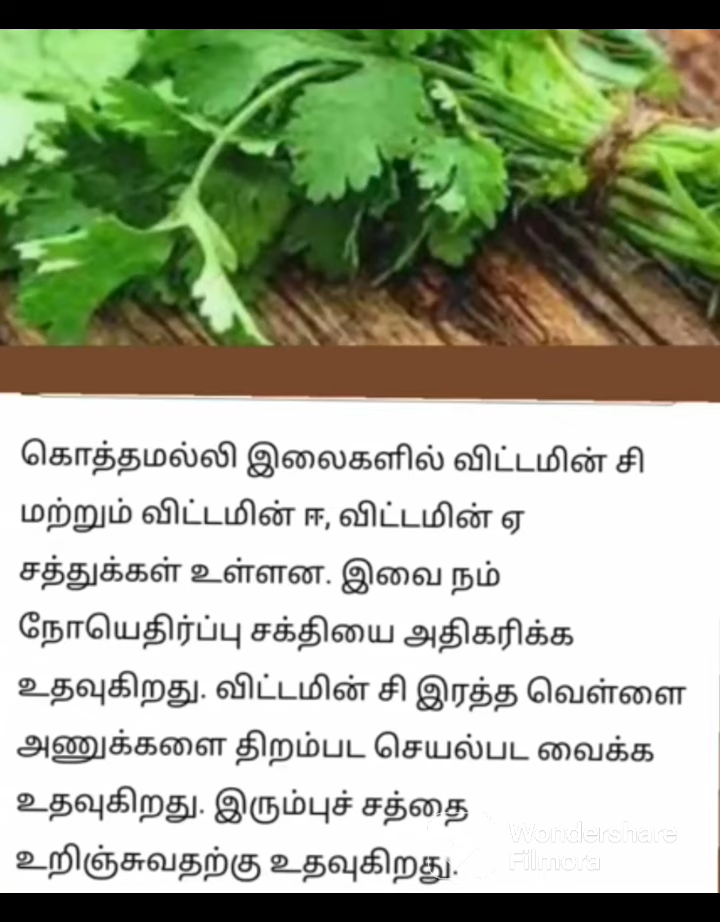 கொத்தமல்லி இலைகளில் விட்டமின் சி
மற்றும் விட்டமின் ஈ, விட்டமின் ஏ
சத்துக்கள் உள்ளன. இவை நம்
நோயெதிர்ப்பு சக்தியை அதிகரிக்க
உதவுகிறது. விட்டமின் சி இரத்த வெள்ளை
அணுக்களை திறம்பட செயல்பட வைக்க
உதவுகிறது. இரும்புச் சத்தை
உறிஞ்சுவதற்கு உதவுகிறது.
Wondershare
Filmora